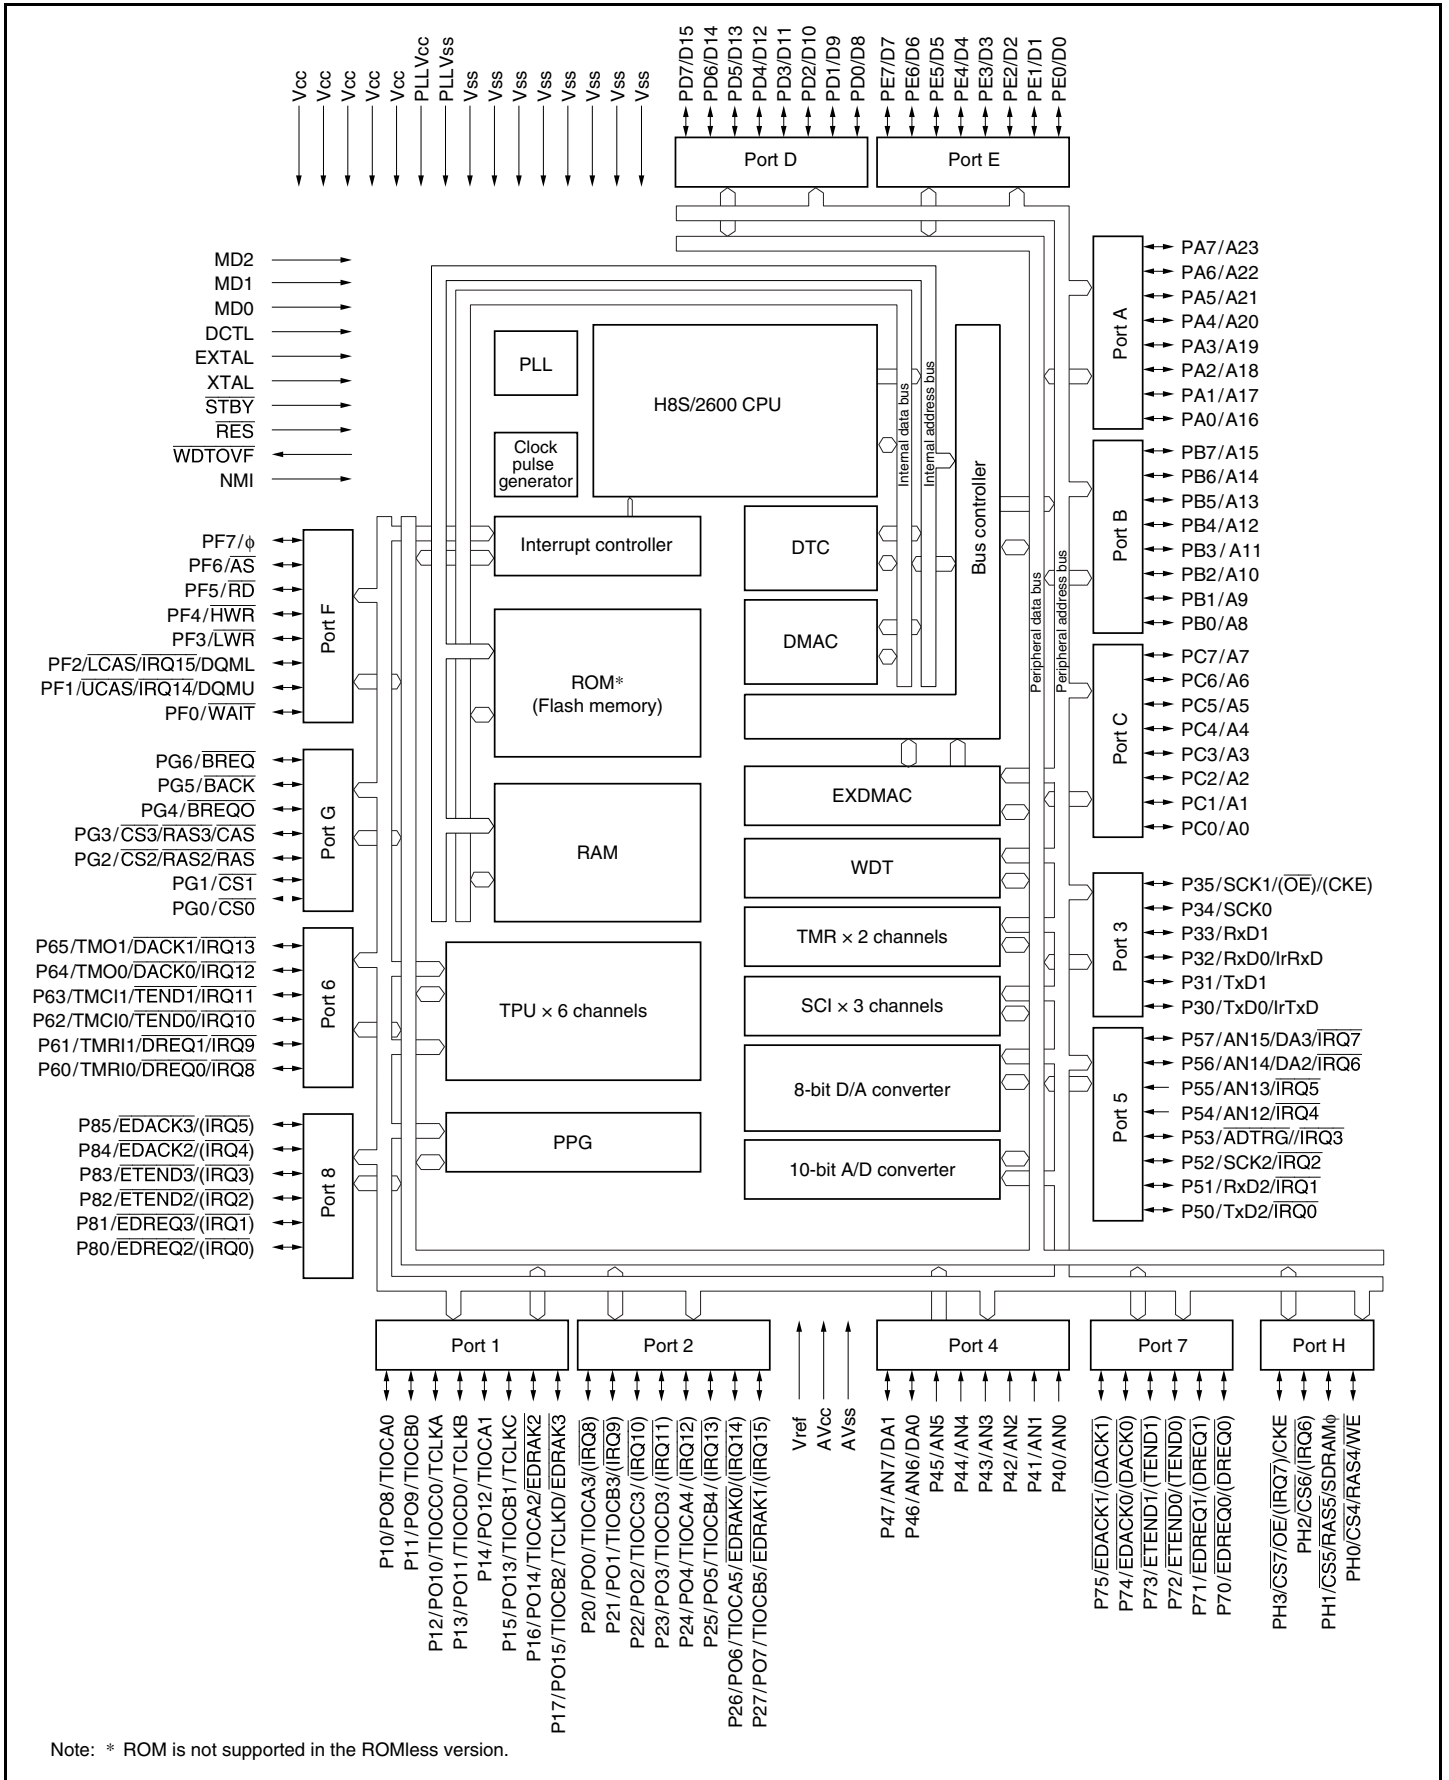 Vcc
Vcc
Vcc
Vcc
Vcc
PLLVcc
PLLVss
Vss
Vss
Vss
Vss
Vss
Vss
Vss
Vss
PD7/D15
PD6/D14
PD5/D13
PD4/D12
PD3/D11
PD2/D10
PD1/D9
PD0/D8
PE7/D7
PE6/D6
PE5/D5
PE4/D4
PE3/D3
PE2/D2
PE1/D1
PE0/D0
Port D
Port E
MD2
MD1
MD0
DCTL
EXTAL
XTAL
STBY
RES
WDTOVF
NMI
PF7/ϕ
PF6/AS
PF5/RD
PF4/HWR
PF3/LWR
PF2/LCAS/IRQ15/DQML
PF1/UCAS/IRQ14/DQMU
PF0/WAIT
Port F
PG6/BREQ
PG5/BACK
PG4/BREQO
PG3/CS3/RAS3/CAS
PG2/CS2/RAS2/RAS
PG1/CS1
PG0/CS0
Port G
P65/TMO1/DACK1/IRQ13
P64/TMO0/DACK0/IRQ12
P63/TMCI1/TEND1/IRQ11
P62/TMCI0/TEND0/IRQ10
P61/TMRI1/DREQ1/IRQ9
P60/TMRI0/DREQ0/IRQ8
Port 6
P85/EDACK3/(IRQ5)
P84/EDACK2/(IRQ4)
P83/ETEND3/(IRQ3)
P82/ETEND2/(IRQ2)
P81/EDREQ3/(IRQ1)
P80/EDREQ2/(IRQ0)
Port 8
PLL
Clock
pulse
generator
H8S/2600 CPU
Interrupt controller
ROM*
(Flash memory)
RAM
TPU × 6 channels
PPG
DTC
DMAC
Internal data bus
Internal address bus
Bus controller
Peripheral data bus
Peripheral address bus
EXDMAC
WDT
TMR × 2 channels
SCI × 3 channels
8-bit D/A converter
10-bit A/D converter
Port A
PA7/A23
PA6/A22
PA5/A21
PA4/A20
PA3/A19
PA2/A18
PA1/A17
PA0/A16
Port B
PB7/A15
PB6/A14
PB5/A13
PB4/A12
PB3/A11
PB2/A10
PB1/A9
PB0/A8
Port C
PC7/A7
PC6/A6
PC5/A5
PC4/A4
PC3/A3
PC2/A2
PC1/A1
PC0/A0
Port 3
P35/SCK1/(OE)/(CKE)
P34/SCK0
P33/RxD1
P32/RxD0/IrRxD
P31/TxD1
P30/TxD0/IrTxD
Port 5
P57/AN15/DA3/IRQ7
P56/AN14/DA2/IRQ6
P55/AN13/IRQ5
P54/AN12/IRQ4
P53/ADTRG//IRQ3
P52/SCK2/IRQ2
P51/RxD2/IRQ1
P50/TxD2/IRQ0
Port 1
Port 2
Port 4
Port 7
Port H
P10/PO8/TIOCA0
P11/PO9/TIOCB0
P12/PO10/TIOCC0/TCLKA
P13/PO11/TIOCD0/TCLKB
P14/PO12/TIOCA1
P15/PO13/TIOCB1/TCLKC
P16/PO14/TIOCA2/EDRAK2
P17/PO15/TIOCB2/TCLKD/EDRAK3
P20/PO0/TIOCA3/(IRQ8)
P21/PO1/TIOCB3/(IRQ9)
P22/PO2/TIOCC3/(IRQ10)
P23/PO3/TIOCD3/(IRQ11)
P24/PO4/TIOCA4/(IRQ12)
P25/PO5/TIOCB4/(IRQ13)
P26/PO6/TIOCA5/EDRAK0/(IRQ14)
P27/PO7/TIOCB5/EDRAK1/(IRQ15)
Vref
AVcc
AVss
P47/AN7/DA1
P46/AN6/DA0
P45/AN5
P44/AN4
P43/AN3
P42/AN2
P41/AN1
P40/AN0
P75/EDACK1/(DACK1)
P74/EDACK0/(DACK0)
P73/ETEND1/(TEND1)
P72/ETEND0/(TEND0)
P71/EDREQ1/(DREQ1)
P70/EDREQ0/(DREQ0)
PH3/CS7/OE/(IRQ7)/CKE
PH2/CS6/(IRQ6)
PH1/CS5/RAS5/SDRAMϕ
PH0/CS4/RAS4/WE
Note: * ROM is not supported in the ROMless version.